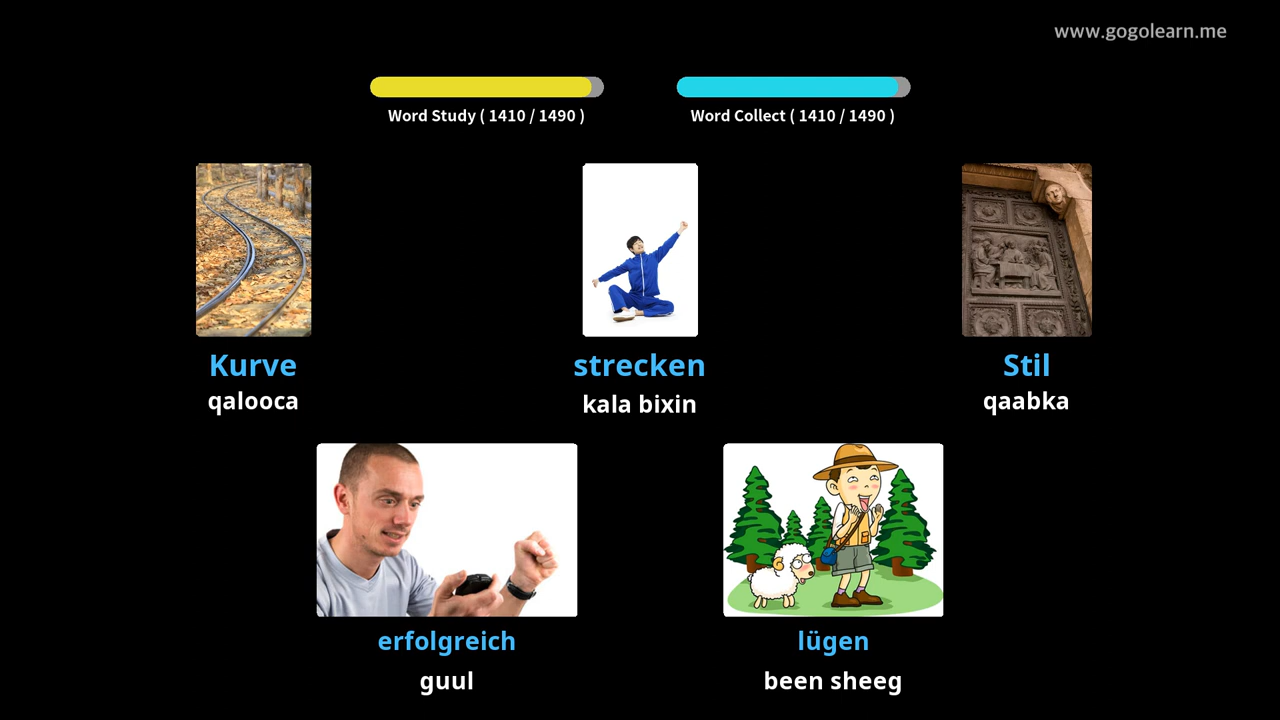 www.gogolearn.me
Word Study ( 1410 / 1490 )
Word Collect ( 1410 / 1490 )
Kurve
qalooca
strecken
kala bixin
Stil
qaabka
erfolgreich
guul
lügen
been sheeg